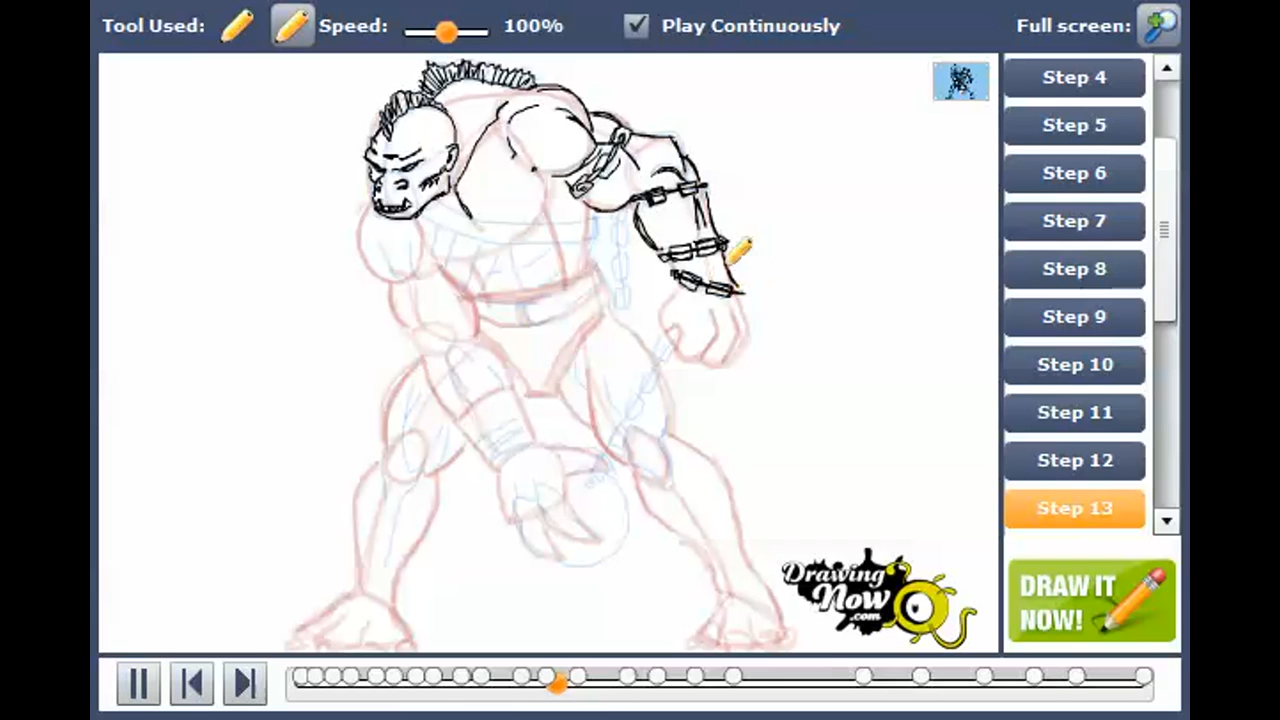 Tool Used:
Speed:
100%
Play Continuously
Full screen:
Step 4
Step 5
Step 6
Step 7
Step 8
Step 9
Step 10
Step 11
Step 12
Step 13
Drawing
Now
.com
DRAW IT
NOW!